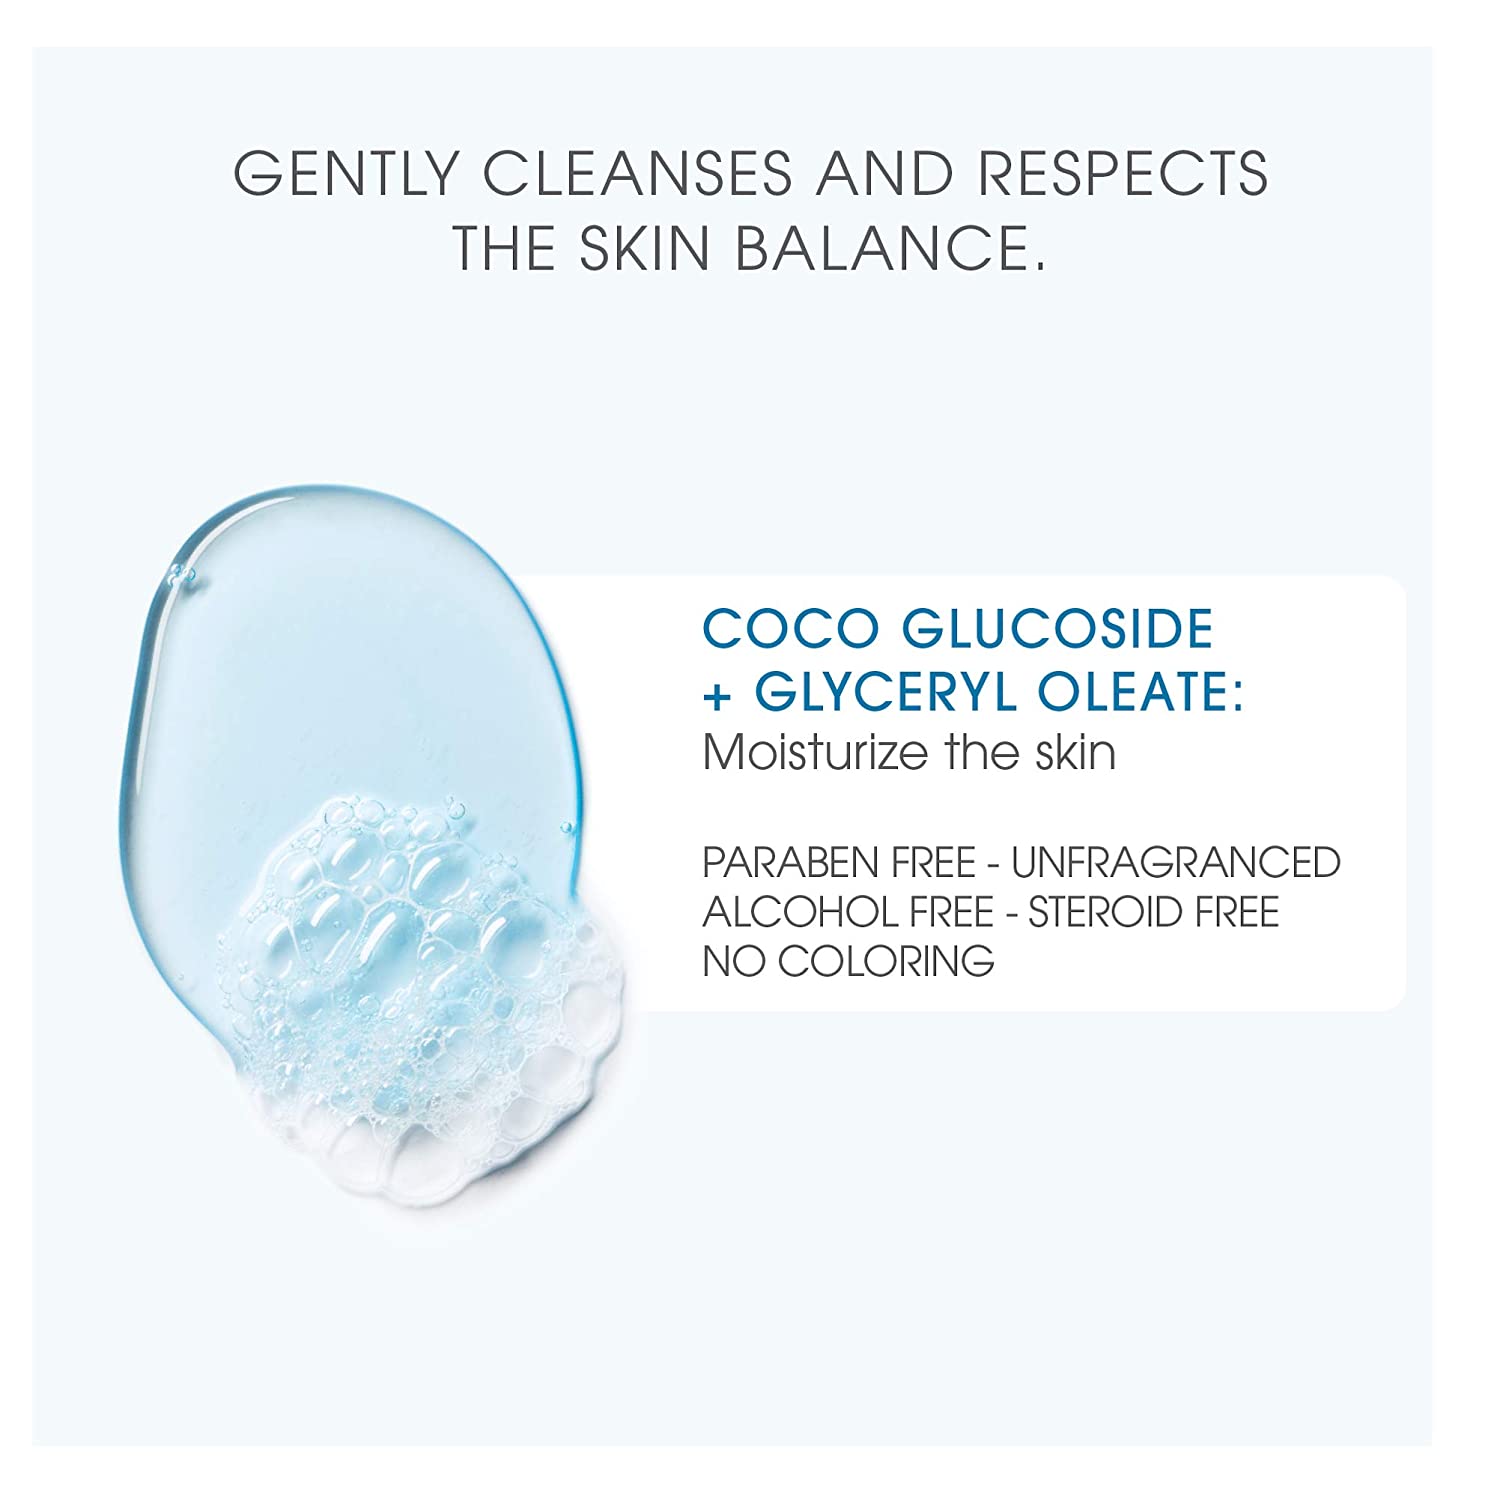 GENTLY CLEANSES AND RESPECTS
THE SKIN BALANCE.
COCO GLUCOSIDE
+ GLYCERYL OLEATE:
Moisturize the skin
PARABEN FREE - UNFRAGRANCED
ALCOHOL FREE - STEROID FREE
NO COLORING